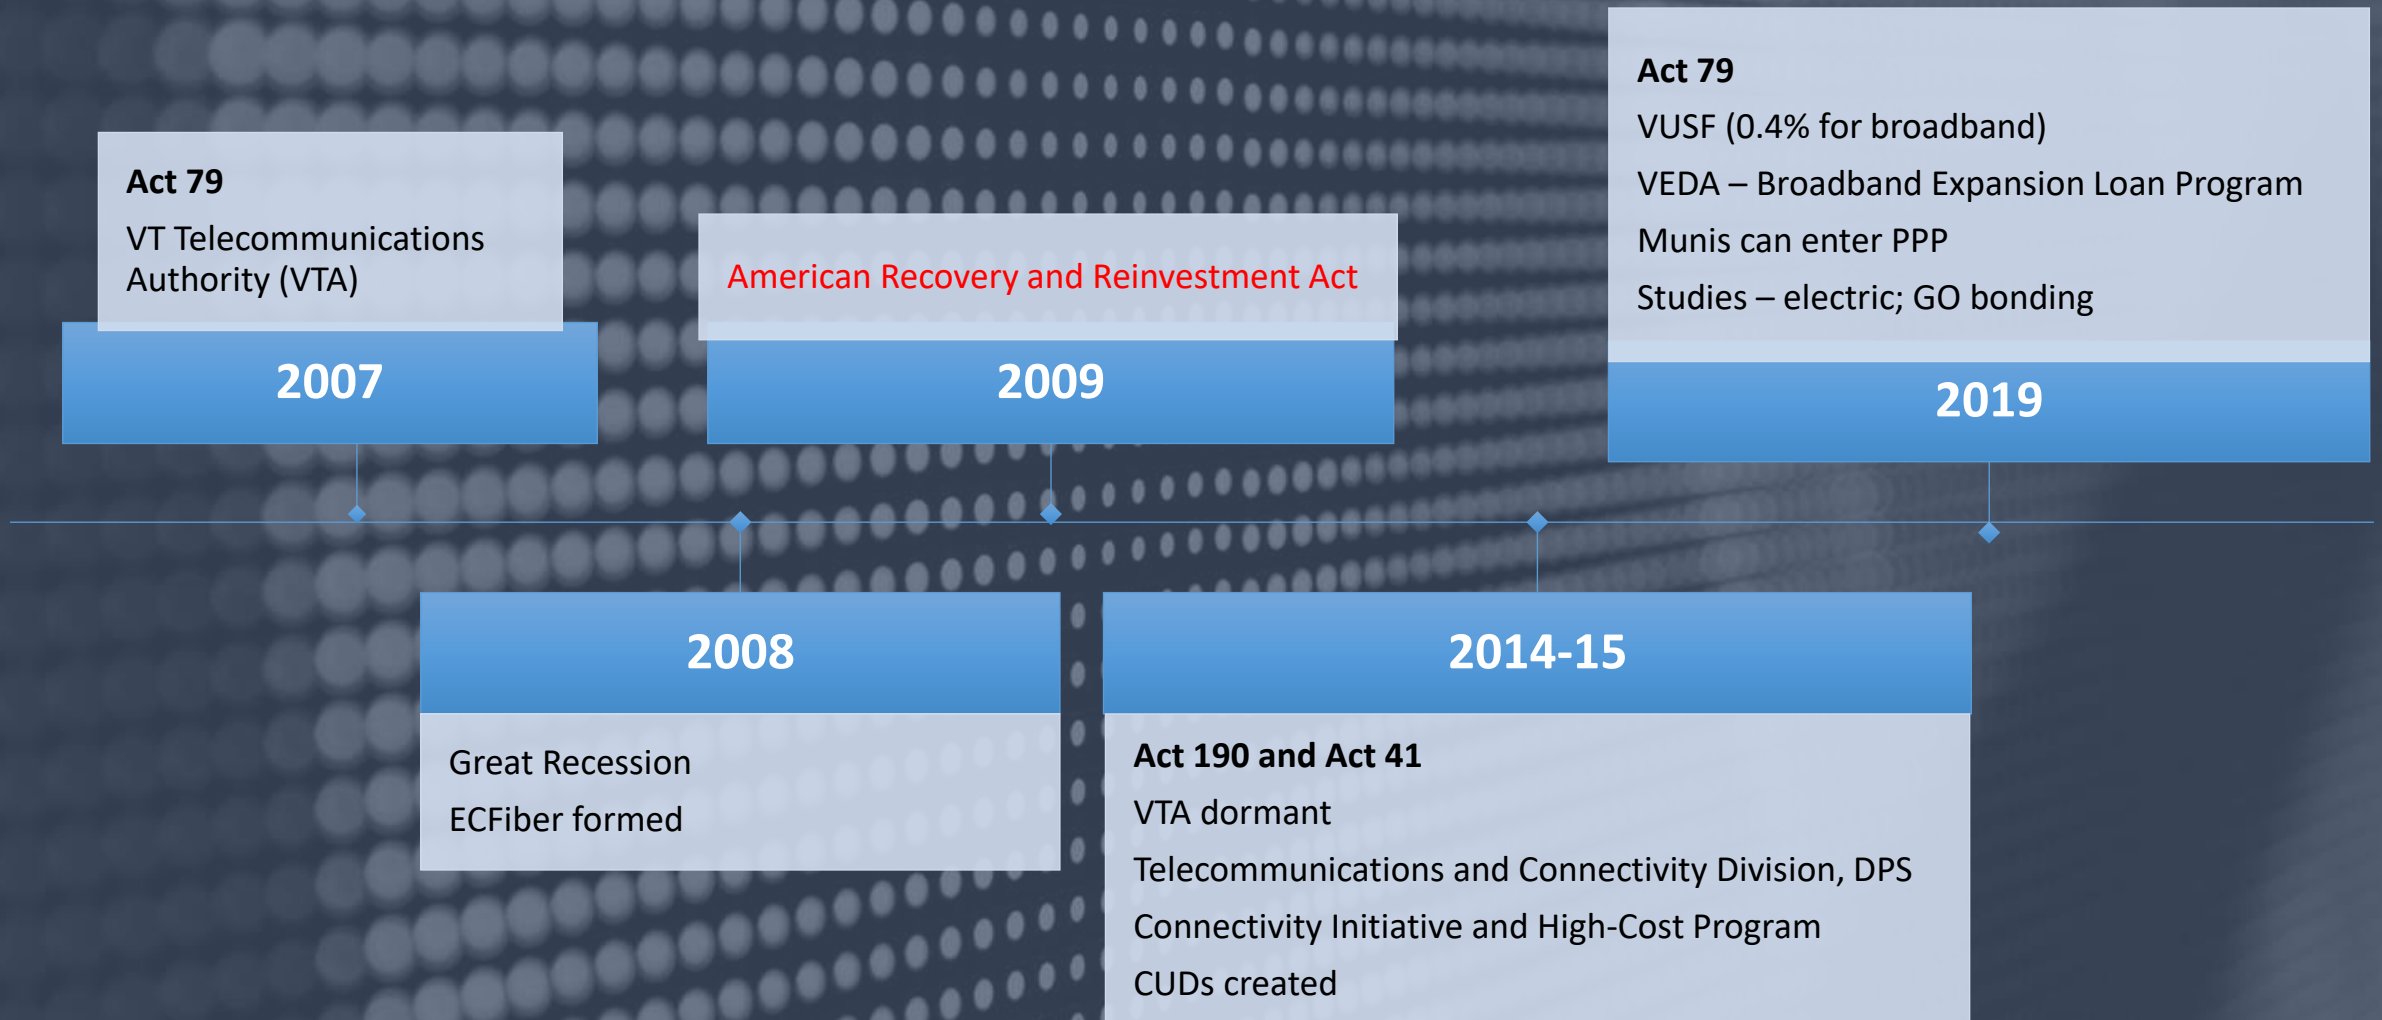 Act 79
VT Telecommunications
Authority (VTA)
2007
Great Recession
ECFiber formed
2008
American Recovery and Reinvestment Act
2009
2014-15
Act 190 and Act 41
VTA dormant
Telecommunications and Connectivity Division, DPS
Connectivity Initiative and High-Cost Program
CUDs created
Act 79
VUSF (0.4% for broadband)
VEDA – Broadband Expansion Loan Program
Munis can enter PPP
Studies – electric; GO bonding
2019